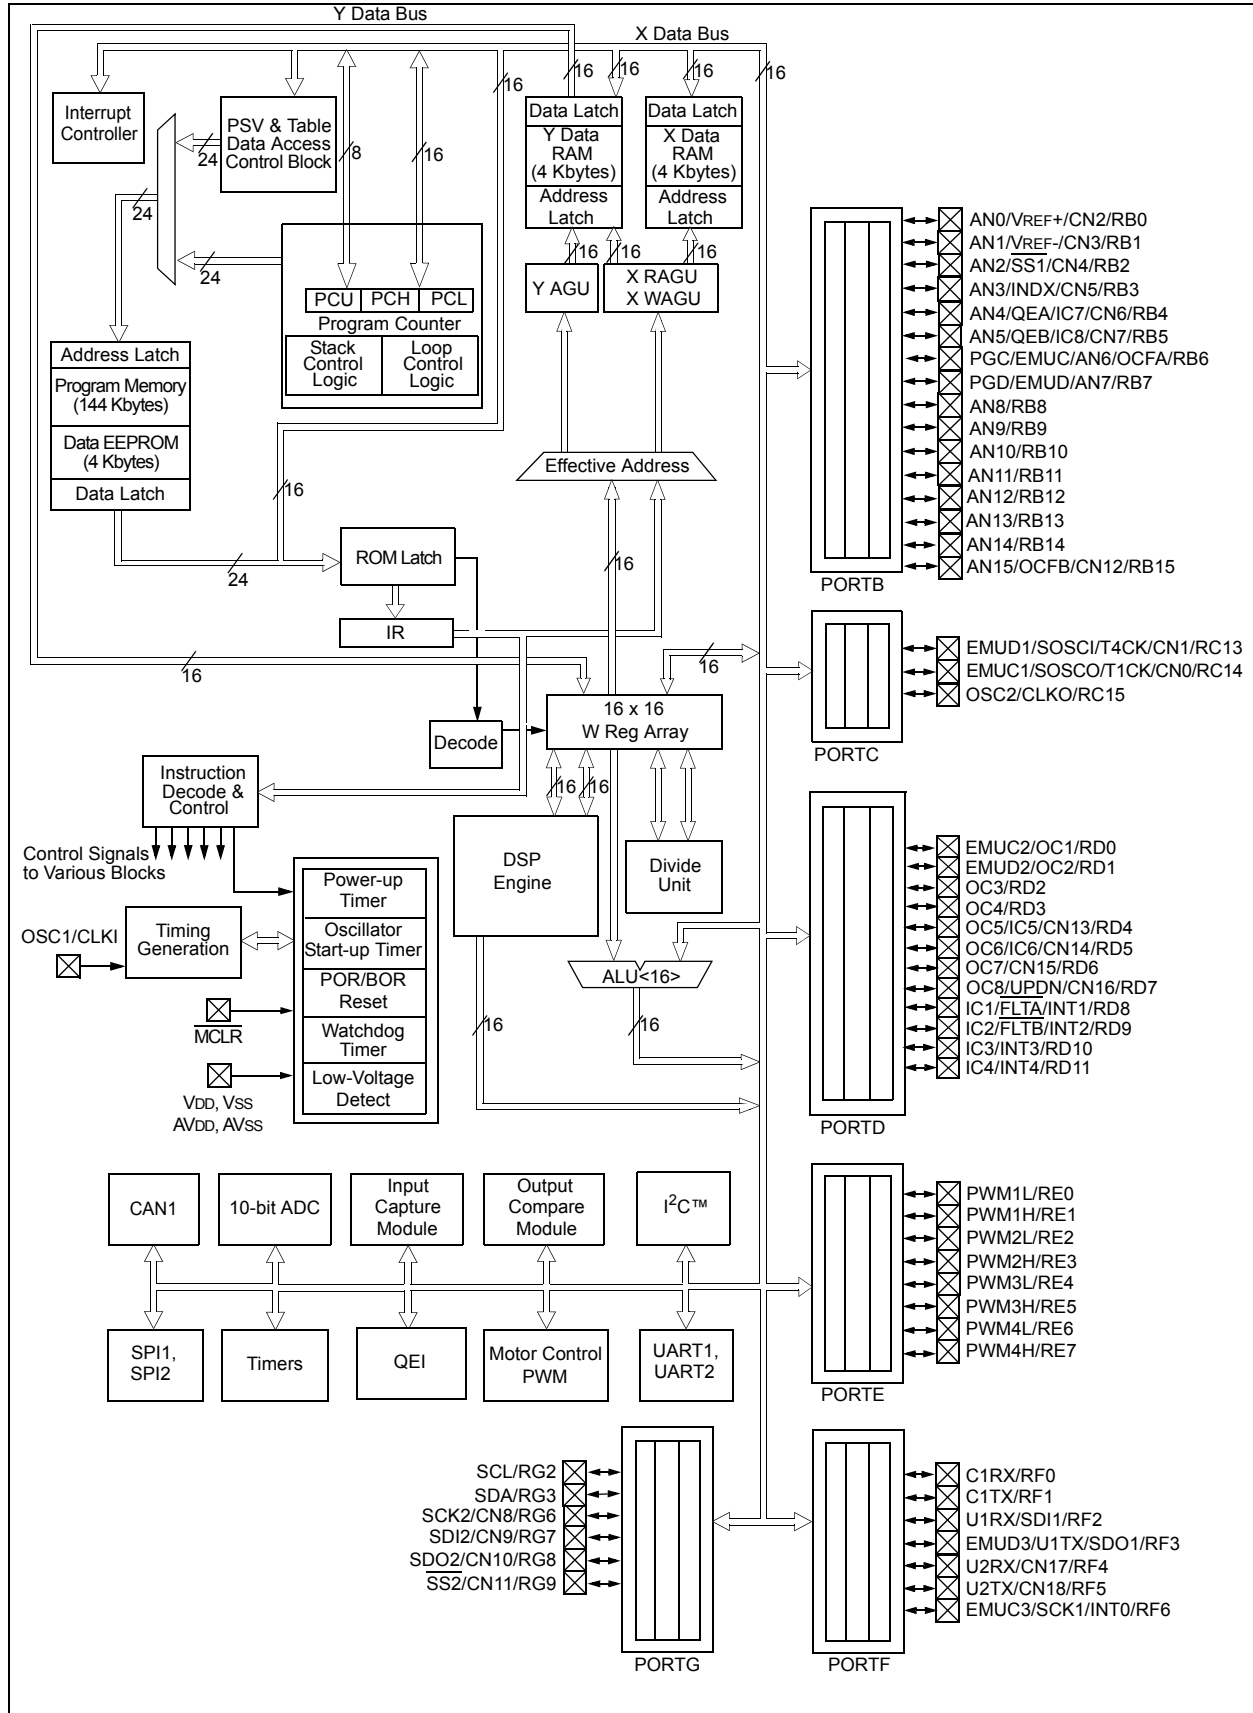 Y Data Bus
X Data Bus
16
16
16
16
16
Interrupt
Controller
PSV & Table
Data Access
Control Block
24
24
8
16
Data Latch
Y Data
RAM
(4 Kbytes)
Address
Latch
Data Latch
X Data
RAM
(4 Kbytes)
Address
Latch
24
16
16
16
Y AGU
X RAGU
X WAGU
PCU
PCH
PCL
Program Counter
Stack
Control
Logic
Loop
Control
Logic
Address Latch
Program Memory
(144 Kbytes)
Data EEPROM
(4 Kbytes)
Data Latch
Effective Address
16
24
ROM Latch
16
IR
16
16
16 x 16
W Reg Array
Decode
Instruction
Decode &
Control
16
16
Control Signals
to Various Blocks
DSP
Engine
Divide
Unit
Power-up
Timer
Oscillator
Start-up Timer
POR/BOR
Reset
Watchdog
Timer
Low-Voltage
Detect
OSC1/CLKI
Timing
Generation
MCLR
VDD, VSS
AVDD, AVSS
ALU<16>
16
16
CAN1
10-bit ADC
Input
Capture
Module
Output
Compare
Module
I2C™
SPI1,
SPI2
Timers
QEI
Motor Control
PWM
UART1,
UART2
AN0/VREF+/CN2/RB0
AN1/VREF-/CN3/RB1
AN2/SS1/CN4/RB2
AN3/INDX/CN5/RB3
AN4/QEA/IC7/CN6/RB4
AN5/QEB/IC8/CN7/RB5
PGC/EMUC/AN6/OCFA/RB6
PGD/EMUD/AN7/RB7
AN8/RB8
AN9/RB9
AN10/RB10
AN11/RB11
AN12/RB12
AN13/RB13
AN14/RB14
AN15/OCFB/CN12/RB15
PORTB
EMUD1/SOSCI/T4CK/CN1/RC13
EMUC1/SOSCO/T1CK/CN0/RC14
OSC2/CLKO/RC15
PORTC
EMUC2/OC1/RD0
EMUD2/OC2/RD1
OC3/RD2
OC4/RD3
OC5/IC5/CN13/RD4
OC6/IC6/CN14/RD5
OC7/CN15/RD6
OC8/UPDN/CN16/RD7
IC1/FLTA/INT1/RD8
IC2/FLTB/INT2/RD9
IC3/INT3/RD10
IC4/INT4/RD11
PORTD
PWM1L/RE0
PWM1H/RE1
PWM2L/RE2
PWM2H/RE3
PWM3L/RE4
PWM3H/RE5
PWM4L/RE6
PWM4H/RE7
PORTE
SCL/RG2
SDA/RG3
SCK2/CN8/RG6
SDI2/CN9/RG7
SDO2/CN10/RG8
SS2/CN11/RG9
PORTG
C1RX/RF0
C1TX/RF1
U1RX/SDI1/RF2
EMUD3/U1TX/SDO1/RF3
U2RX/CN17/RF4
U2TX/CN18/RF5
EMUC3/SCK1/INT0/RF6
PORTF